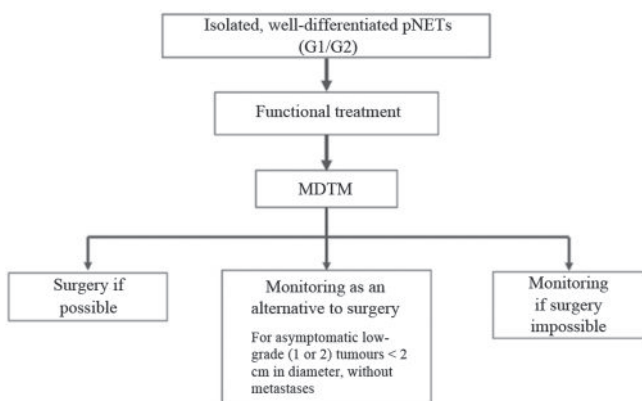 Isolated, well-differentiated pNETs
(G1/G2)
Functional treatment
MDTM
Surgery if
possible
Monitoring as an
alternative to surgery
For asymptomatic low-
grade (1 or 2) tumours < 2
cm in diameter, without
metastases
Monitoring
if surgery
impossible